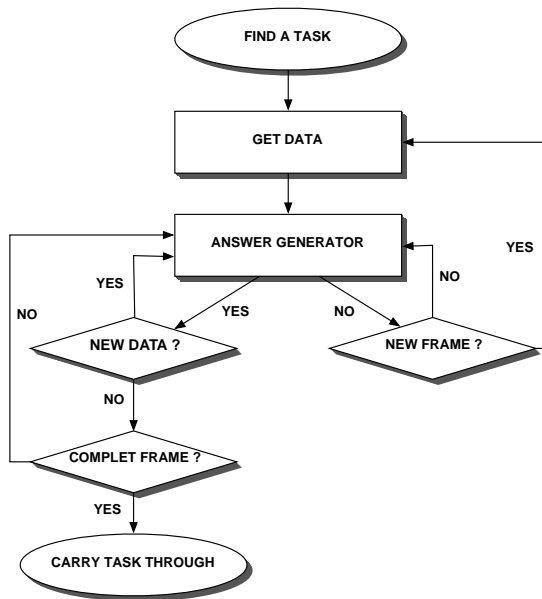 FIND A TASK
GET DATA
ANSWER GENERATOR
YES
YES
NO
NO
YES
NO
NEW DATA ?
NEW FRAME ?
NO
COMPLET FRAME ?
YES
CARRY TASK THROUGH